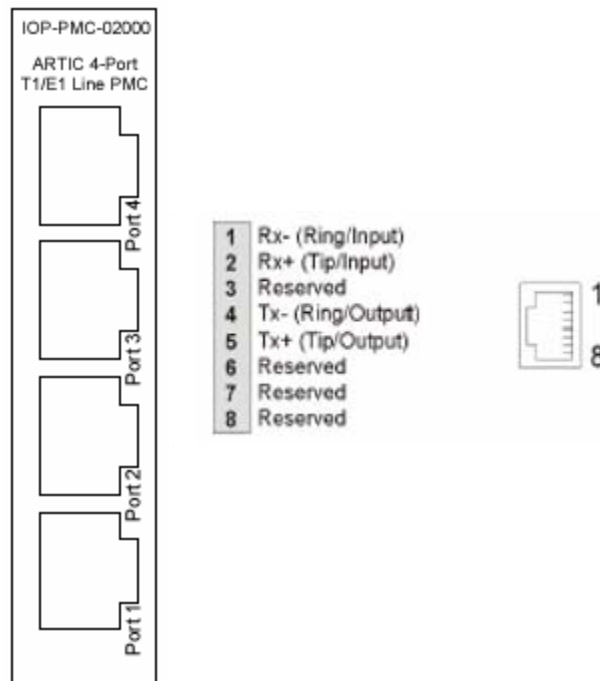 IOP-PMC-02000
ARTIC 4-Port
T1/E1 Line PMC
Port 4
Port 3
Port 2
Port 1
1 Rx- (Ring/Input)
2 Rx+ (Tip/Input)
3 Reserved
4 Tx- (Ring/Outputt)
5 Tx+ (Tip/Output)
6 Reserved
7 Reserved
8 Reserved
1
8